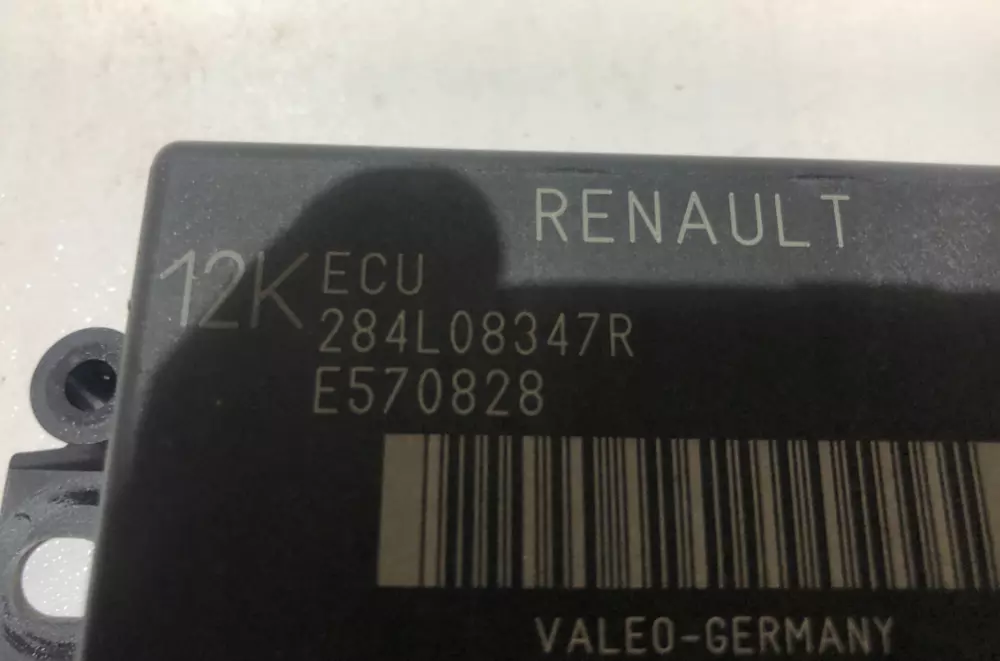 RENAULT
12K
ECU
284L08347R
E570828
VALEO-GERMANY